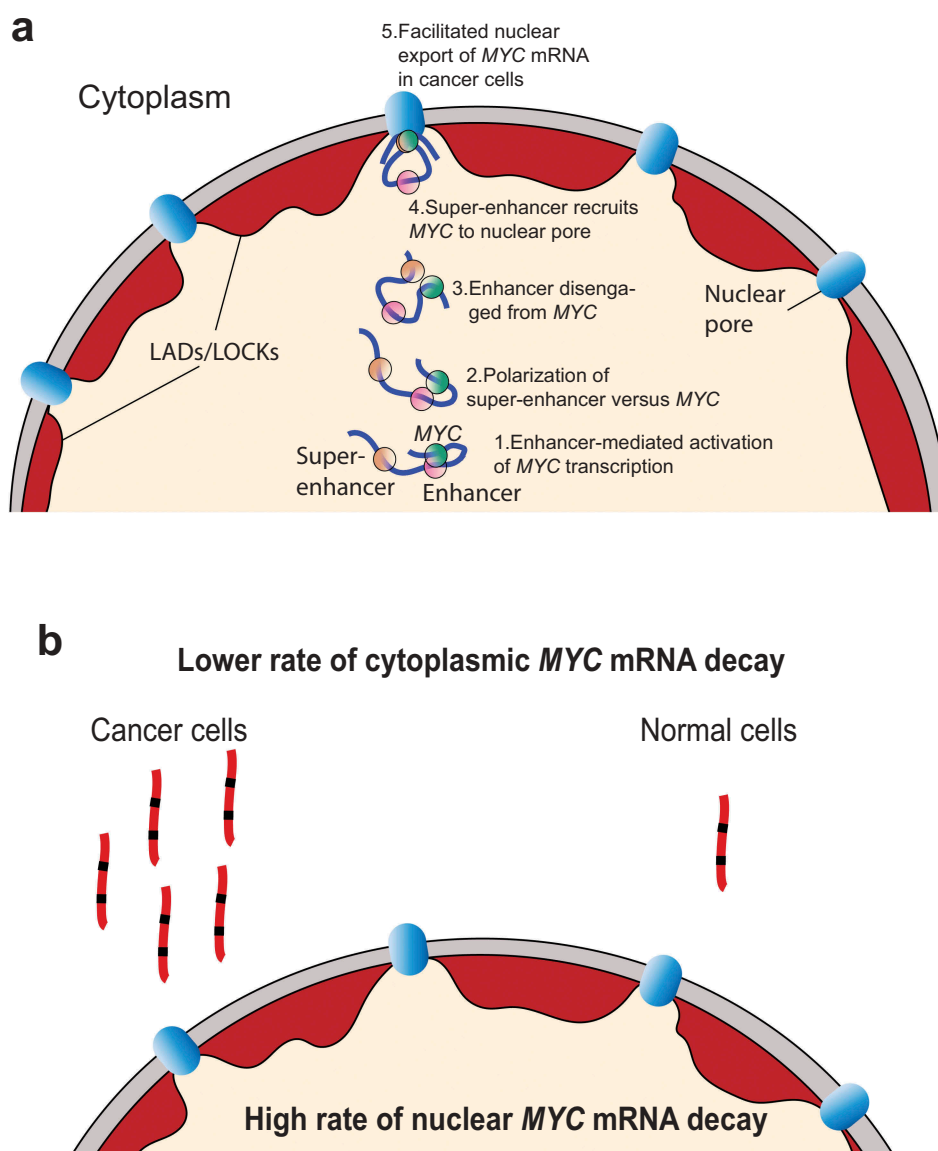 a
5.Facilitated nuclear
export of MYC mRNA
in cancer cells
Cytoplasm
4.Super-enhancer recruits
MYC to nuclear pore
3.Enhancer disenga-
ged from MYC
Nuclear
pore
LADs/LOCKs
2.Polarization of
super-enhancer versus MYC
MYC
1.Enhancer-mediated activation
of MYC transcription
Super-
enhancer
Enhancer
b
Lower rate of cytoplasmic MYC mRNA decay
Cancer cells
Normal cells
High rate of nuclear MYC mRNA decay